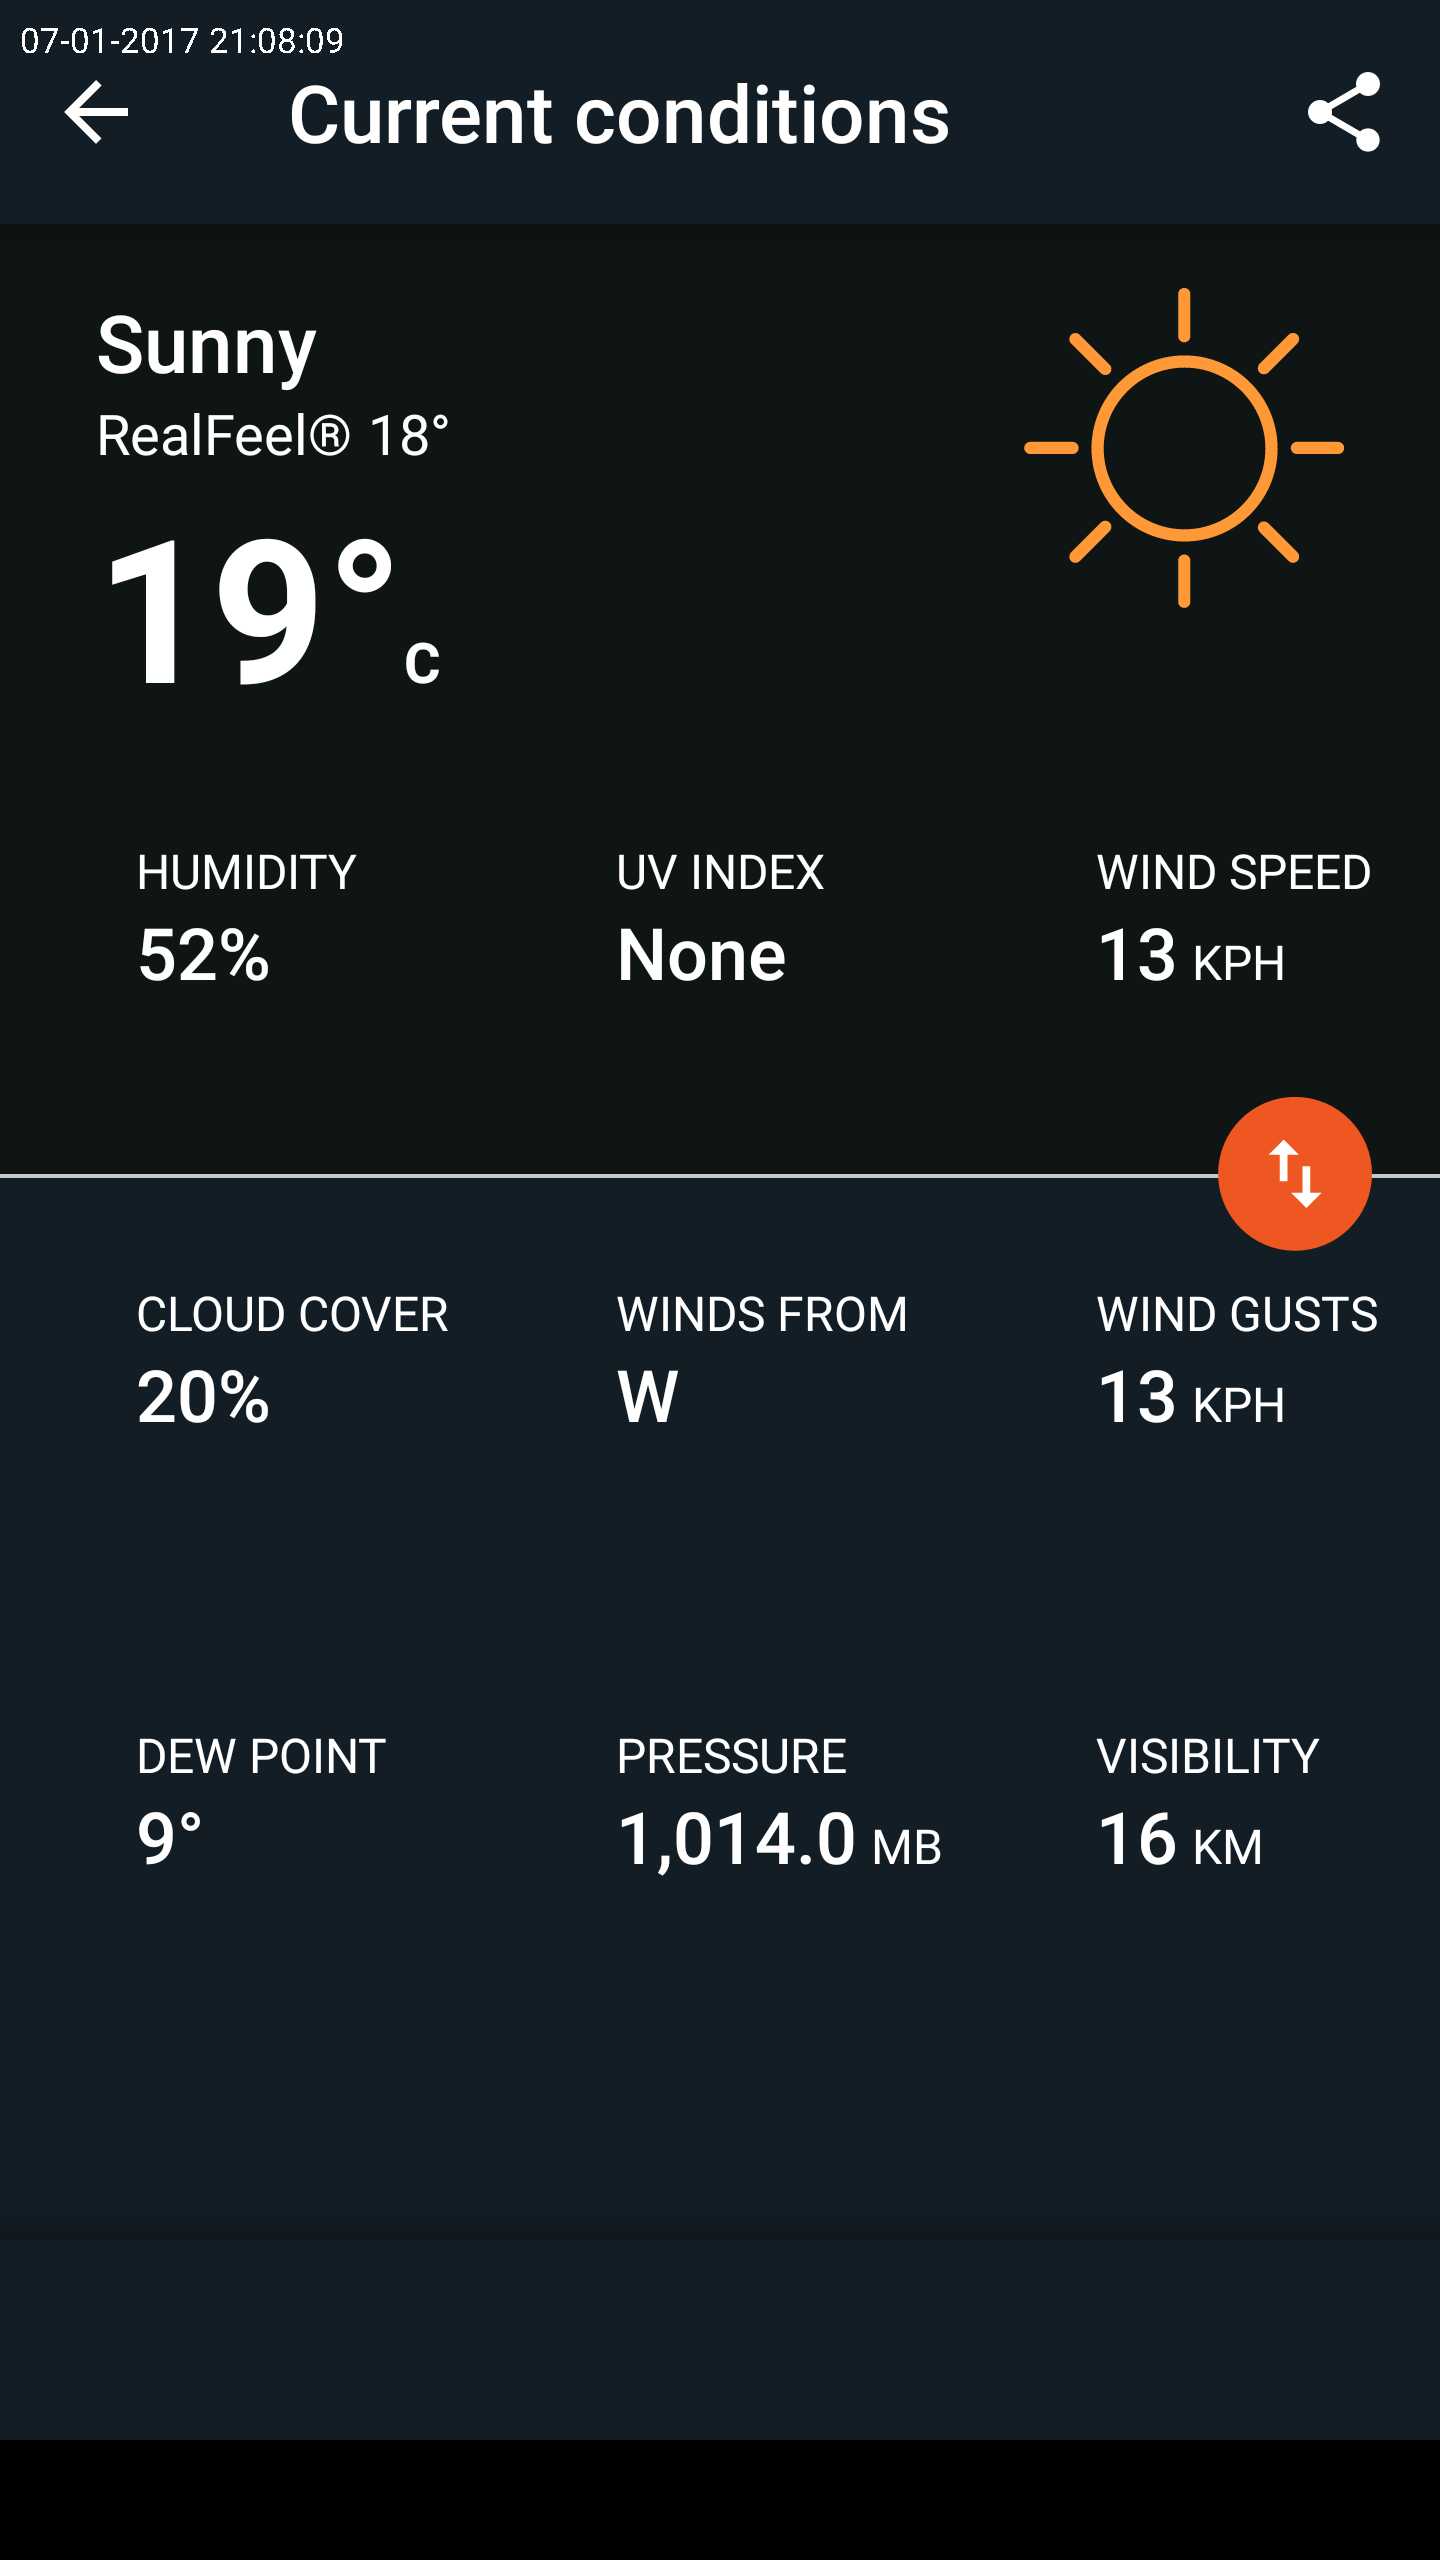 07-01-2017 21:08:09
Current conditions
Sunny
RealFeel® 18°
19° C
HUMIDITY UV INDEX WIND SPEED
52% None 13 KPH
CLOUD COVER WINDS FROM WIND GUSTS
20% W 13 KPH
DEW POINT PRESSURE VISIBILITY
9° 1,014.0 MB 16 KM